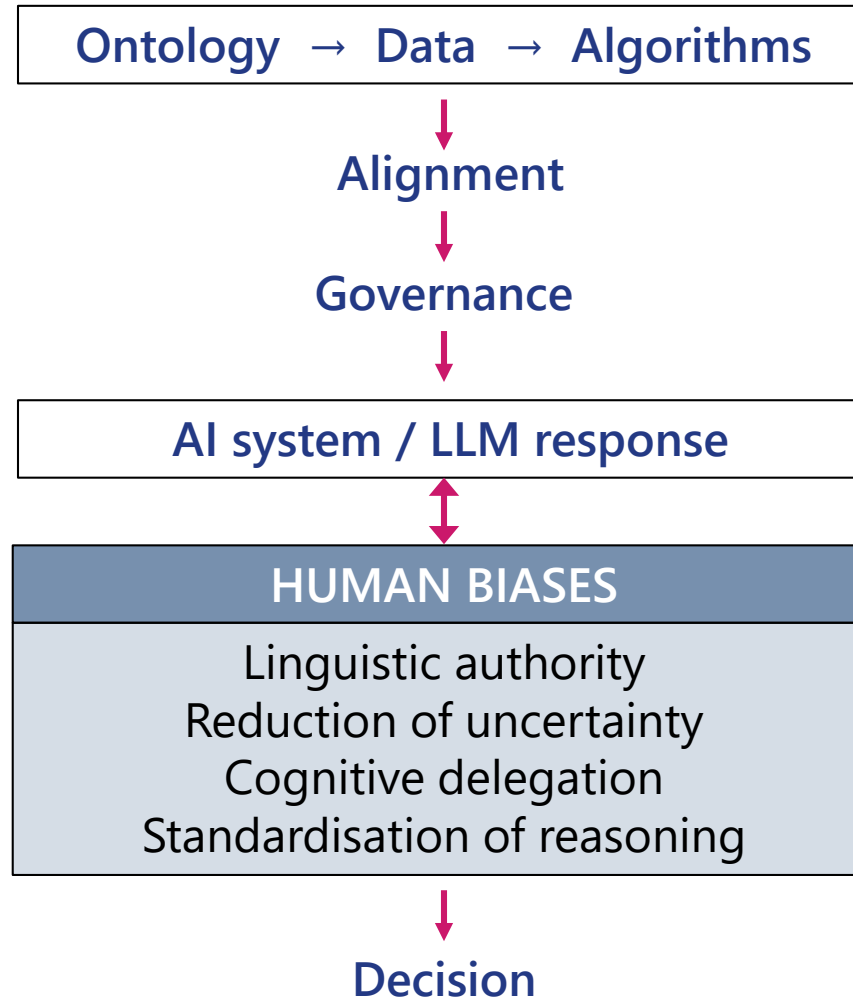 Ontology → Data → Algorithms
Alignment
Governance
AI system / LLM response
HUMAN BIASES
Linguistic authority
Reduction of uncertainty
Cognitive delegation
Standardisation of reasoning
Decision